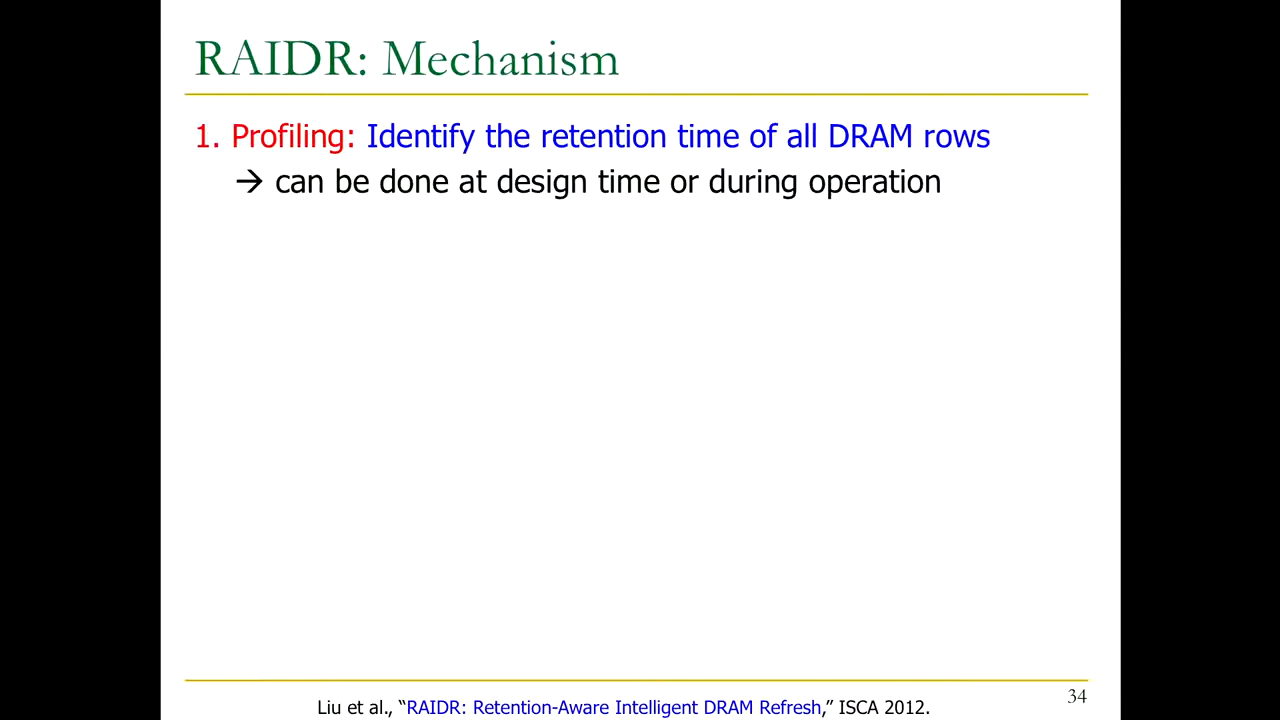 RAIDR: Mechanism
1. Profiling: Identify the retention time of all DRAM rows
→ can be done at design time or during operation
34
Liu et al., “RAIDR: Retention-Aware Intelligent DRAM Refresh,” ISCA 2012.